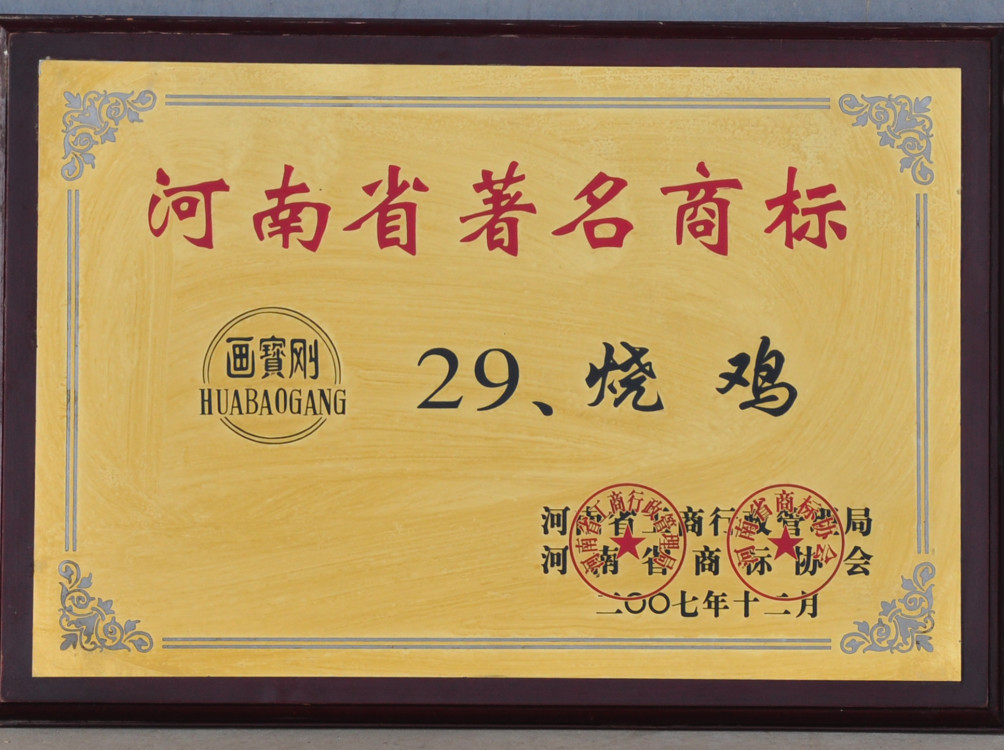 河南省著名商标
画寳刚
HUABAOGANG
29、烧 鸡
河南省工商行政管理局
河南省商标协会
二〇〇七年十二月
河南省工商行政管理局
河南省商标协会